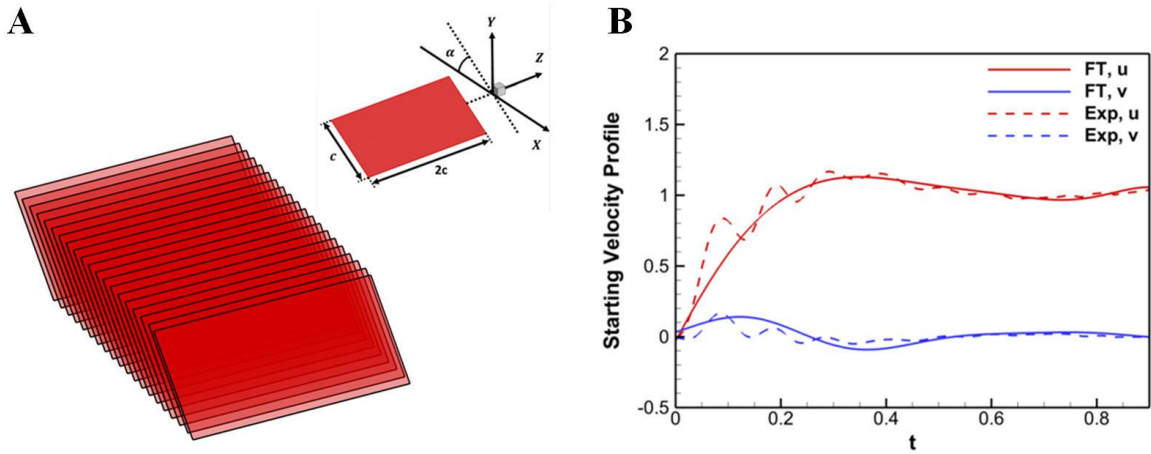 A
Y
Z
α
X
c
2c
B
Starting Velocity Profile
2
1.5
1
0.5
0
-0.5
FT, u
FT, v
Exp, u
Exp, v
0
0.2
0.4
0.6
0.8
t